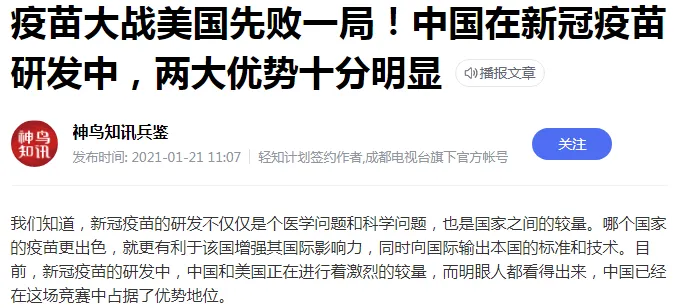 疫苗大战美国先败一局！中国在新冠疫苗
研发中，两大优势十分明显
播报文章
神鸟知讯
神鸟知讯兵鉴
发布时间: 2021-01-21 11:07 | 轻知计划签约作者,成都电视台旗下官方帐号
关注
我们知道，新冠疫苗的研发不仅仅是个医学问题和科学问题，也是国家之间的较量。哪个国家
的疫苗更出色，就更有利于该国增强其国际影响力，同时向国际输出本国的标准和技术。目
前，新冠疫苗的研发中，中国和美国正在进行着激烈的较量，而明眼人都看得出来，中国已经
在这场竞赛中占据了优势地位。